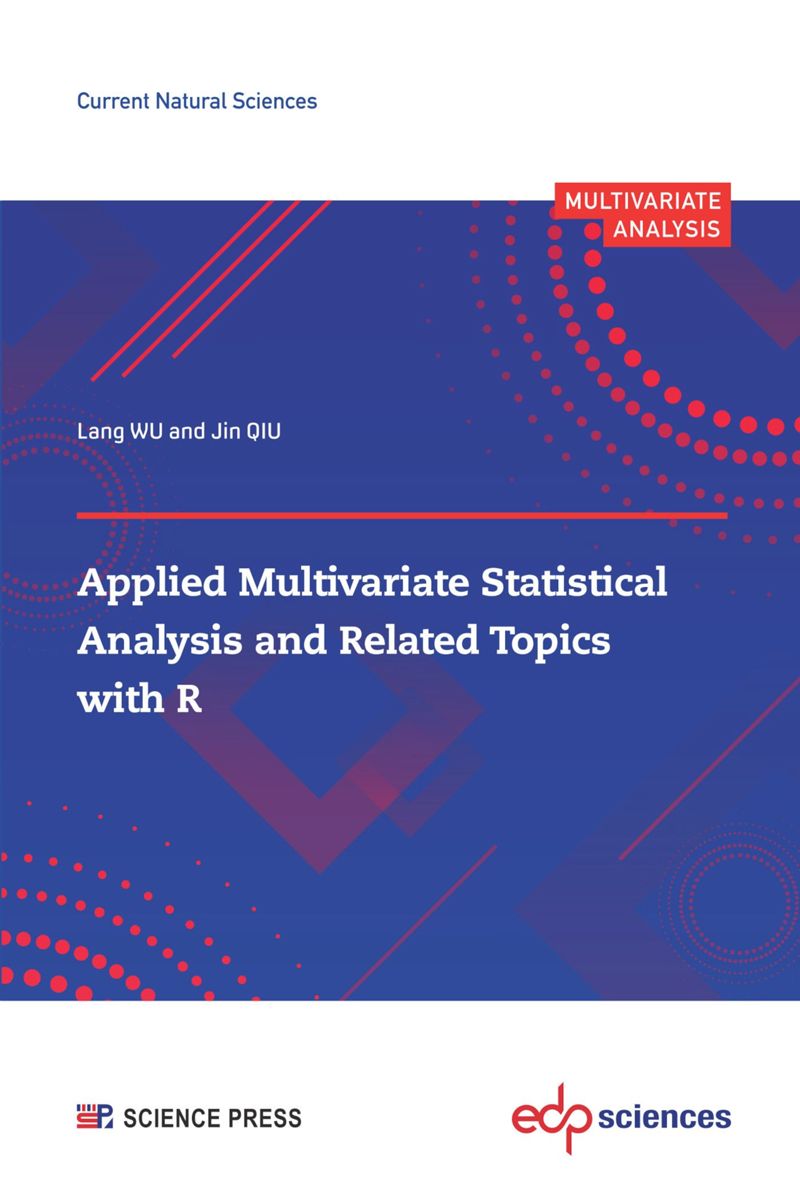 Current Natural Sciences
MULTIVARIATE
ANALYSIS
Lang WU and Jin QIU
Applied Multivariate Statistical
Analysis and Related Topics
with R
SCIENCE PRESS
edp sciences